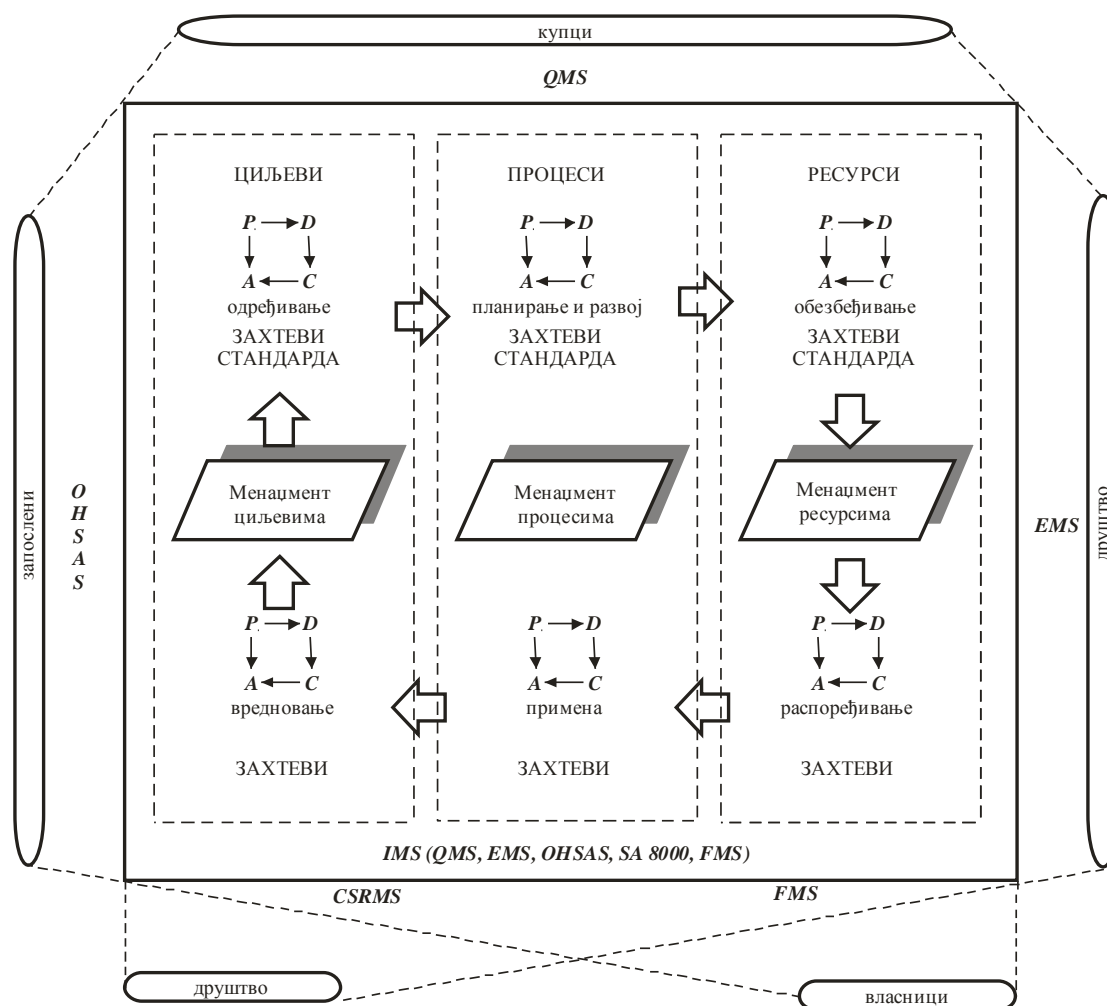 купци
QMS
ЦИЉЕВИ
P D
A C
одређивање
ЗАХТЕВИ
СТАНДАРДА
ПРОЦЕСИ
P D
A C
планирање и развој
ЗАХТЕВИ
СТАНДАРДА
РЕСУРСИ
P D
A C
обезбеђивање
ЗАХТЕВИ
СТАНДАРДА
запослени
OHSAS
Менаџмент
циљевима
Менаџмент
процесима
Менаџмент
ресурсима
EMS
друштво
P D
A C
вредновање
ЗАХТЕВИ
P D
A C
примена
ЗАХТЕВИ
P D
A C
распоређивање
ЗАХТЕВИ
IMS (QMS, EMS, OHSAS, SA 8000, FMS)
CSRMS
FMS
друштво
власници